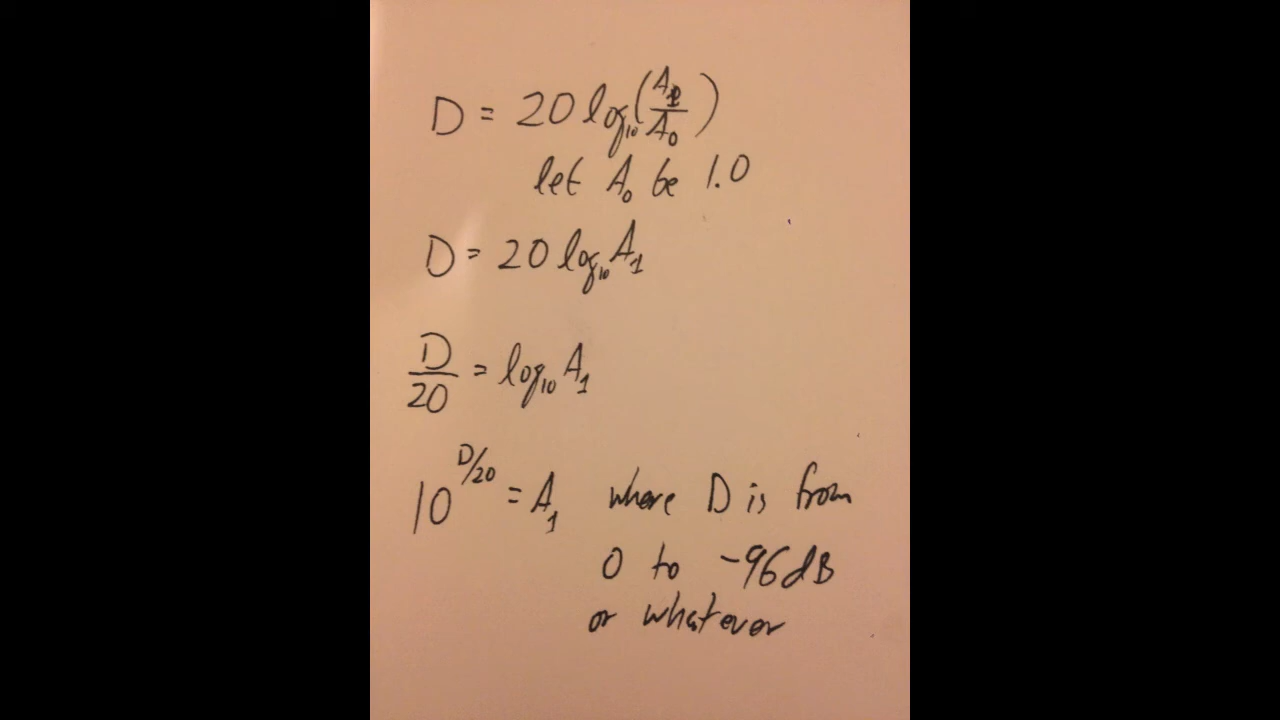 D = 20 log₁₀(A₁/A₀)
let A₀ be 1.0
D = 20 log₁₀ A₁
D/20 = log₁₀ A₁
10^(D/20) = A₁ where D is from
0 to -96dB
or whatever